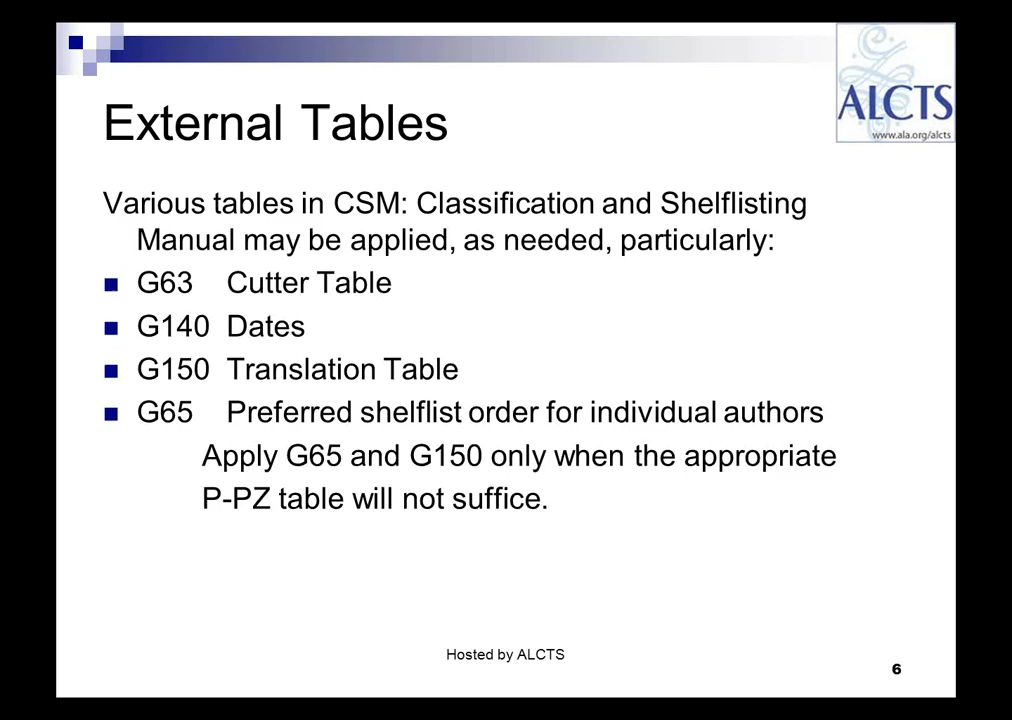 ALCTS
www.ala.org/alcts
External Tables
Various tables in CSM: Classification and Shelflisting
Manual may be applied, as needed, particularly:
G63 Cutter Table
G140 Dates
G150 Translation Table
G65 Preferred shelflist order for individual authors
Apply G65 and G150 only when the appropriate
P-PZ table will not suffice.
Hosted by ALCTS
6